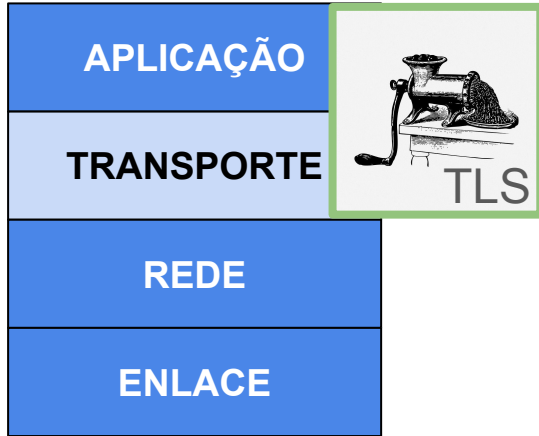 APLICAÇÃO
TRANSPORTE
TLS
REDE
ENLACE